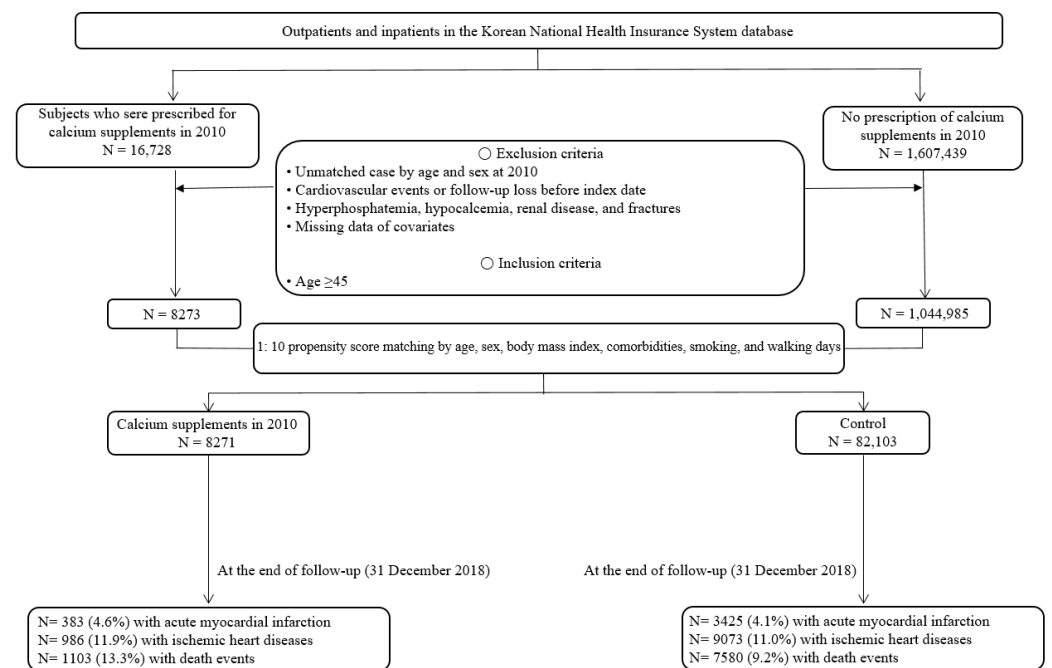 Outpatients and inpatients in the Korean National Health Insurance System database
Subjects who sere prescribed for
calcium supplements in 2010
N = 16,728
No prescription of calcium
supplements in 2010
N = 1,607,439
○ Exclusion criteria
• Unmatched case by age and sex at 2010
• Cardiovascular events or follow-up loss before index date
• Hyperphosphatemia, hypocalcemia, renal disease, and fractures
• Missing data of covariates
○ Inclusion criteria
• Age ≥45
N = 8273
N = 1,044,985
1: 10 propensity score matching by age, sex, body mass index, comorbidities, smoking, and walking days
Calcium supplements in 2010
N = 8271
Control
N = 82,103
At the end of follow-up (31 December 2018)
At the end of follow-up (31 December 2018)
N= 383 (4.6%) with acute myocardial infarction
N= 986 (11.9%) with ischemic heart diseases
N= 1103 (13.3%) with death events
N= 3425 (4.1%) with acute myocardial infarction
N= 9073 (11.0%) with ischemic heart diseases
N= 7580 (9.2%) with death events